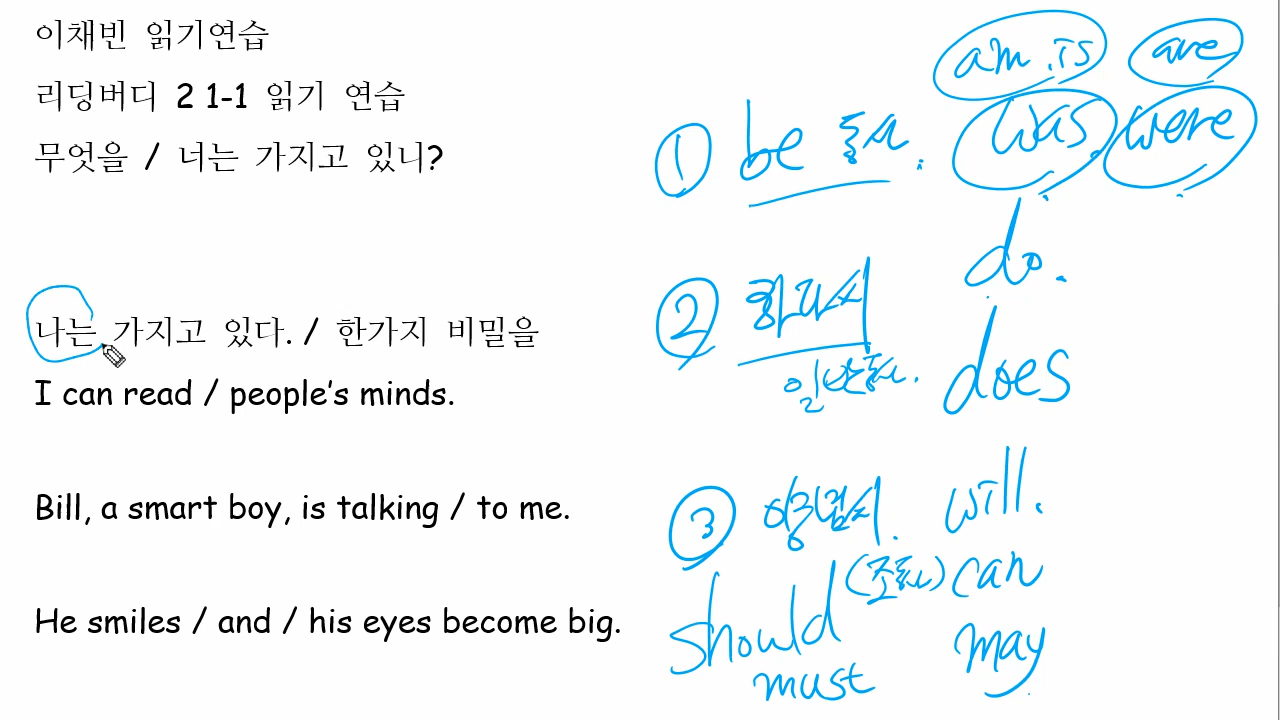 이채빈 읽기연습
리딩버디 2 1-1 읽기 연습
무엇을 / 너는 가지고 있니?
나는 가지고 있다. / 한가지 비밀을
I can read / people's minds.
Bill, a smart boy, is talking / to me.
He smiles / and / his eyes become big.
am.is are
① be 동사. was. were
do.
②
일반동사. does
③ will.
(조동사) can
should may
must